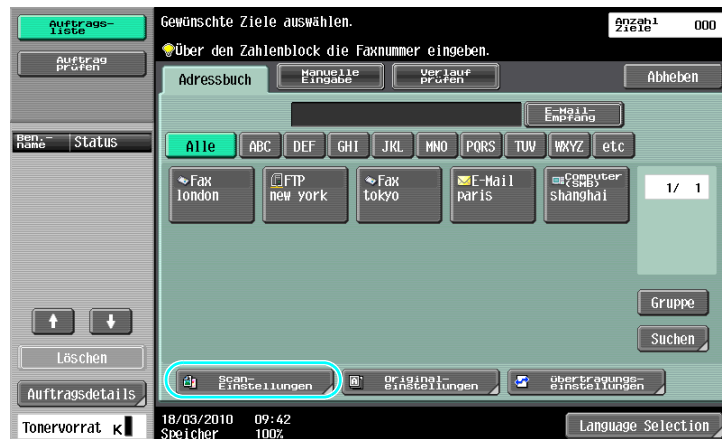 Auftrags-
liste
Auftrag
prüfen
Ben.-
name
Status
Löschen
Auftragsdetails
Tonervorrat K
Gewünschte Ziele auswählen.
Anzahl
Ziele
000
Über den Zahlenblock die Faxnummer eingeben.
Adressbuch
Manuelle
Eingabe
Verlauf
prüfen
Abheben
E-Mail-
Empfang
Alle ABC DEF GHI JKL MNO PQRS TUV WXYZ etc
Fax
london
FTP
new york
Fax
tokyo
E-Mail
paris
Computer
(SMB)
shanghai
1/ 1
Gruppe
Suchen
Scan-
Einstellungen
Original-
einstellungen
übertragungs-
einstellungen
18/03/2010 09:42
Speicher 100%
Language Selection